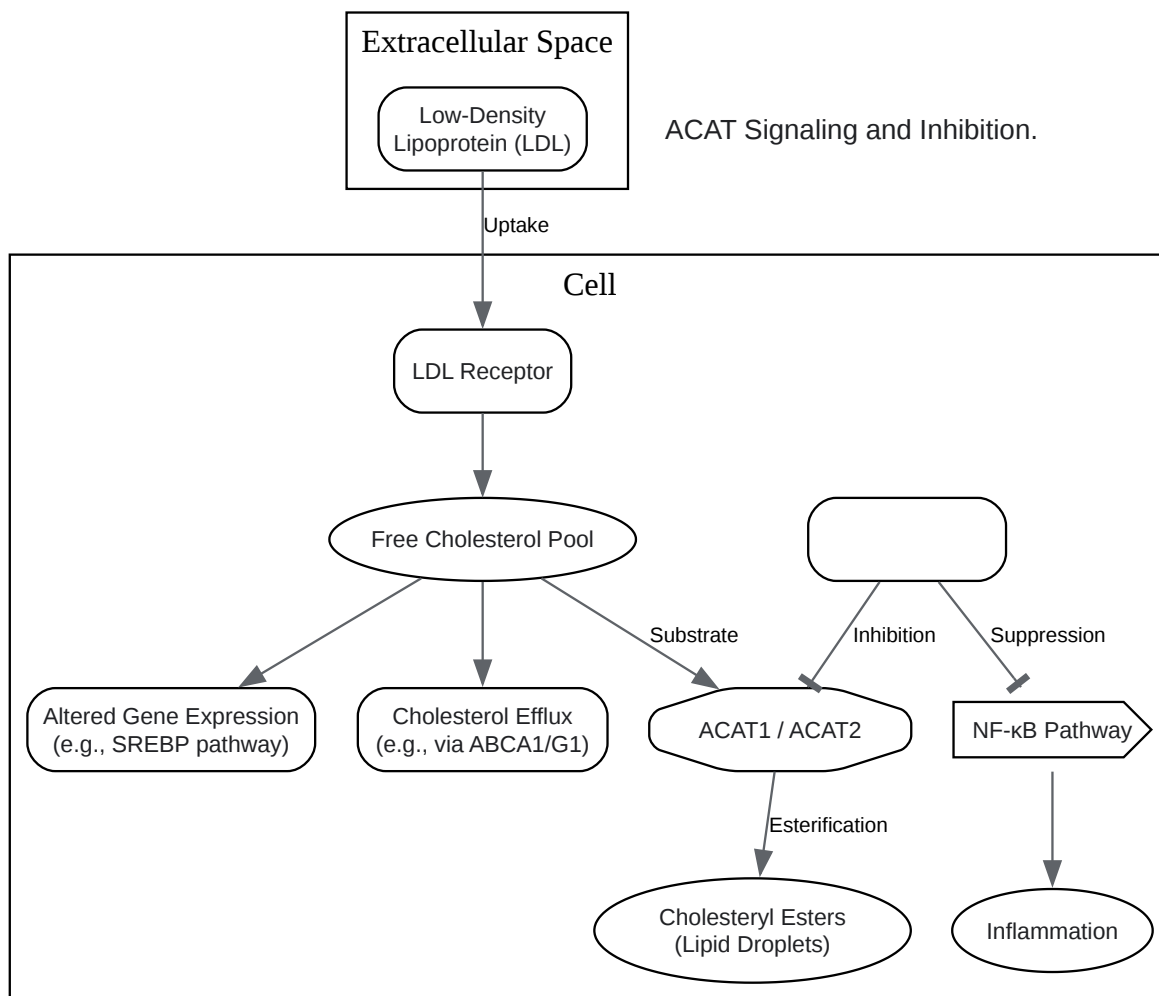 Extracellular Space
Low-Density
Lipoprotein (LDL)
ACAT Signaling and Inhibition.
Uptake
Cell
LDL Receptor
Free Cholesterol Pool
Substrate
Inhibition
Suppression
Altered Gene Expression
(e.g., SREBP pathway)
Cholesterol Efflux
(e.g., via ABCA1/G1)
ACAT1 / ACAT2
NF-κB Pathway
Esterification
Cholesteryl Esters
(Lipid Droplets)
Inflammation